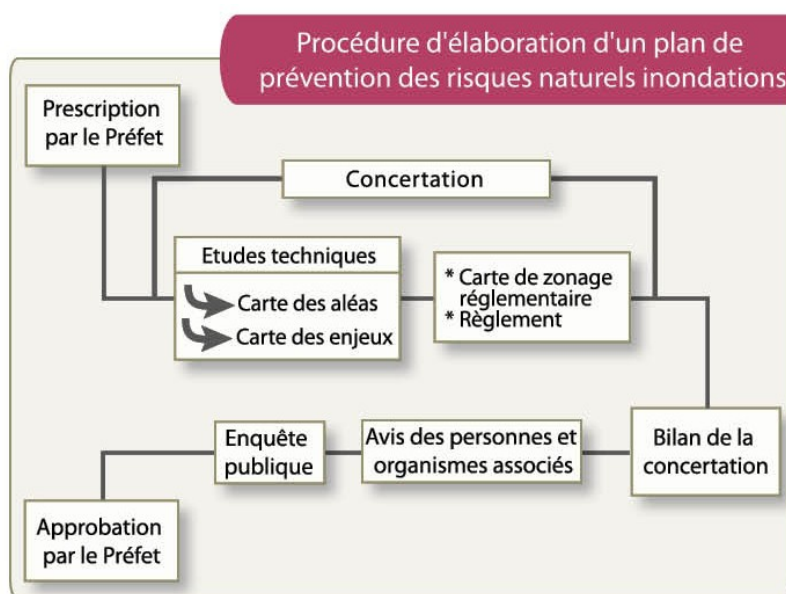 Procédure d'élaboration d'un plan de
prévention des risques naturels inondations
Prescription
par le Préfet
Concertation
Etudes techniques
Carte des aléas
Carte des enjeux
* Carte de zonage
réglementaire
* Règlement
Bilan de la
concertation
Avis des personnes et
organismes associés
Enquête
publique
Approbation
par le Préfet